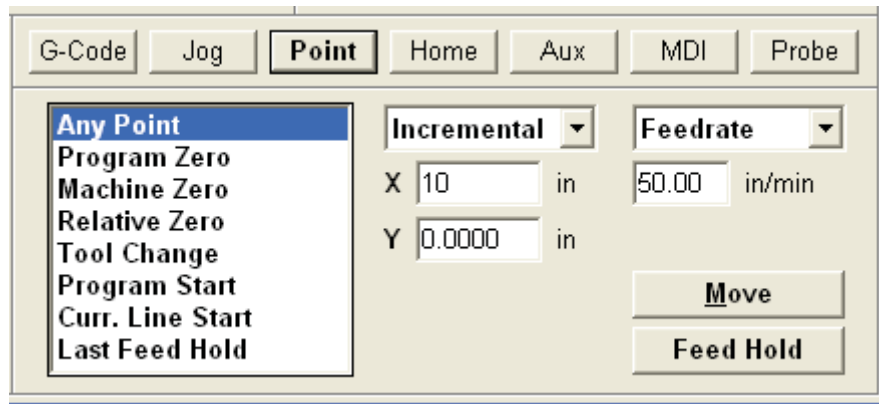 G-Code Jog Point Home Aux MDI Probe
Any Point
Program Zero
Machine Zero
Relative Zero
Tool Change
Program Start
Curr. Line Start
Last Feed Hold
Incremental
X 10 in
Y 0.0000 in
Feedrate
50.00 in/min
Move
Feed Hold